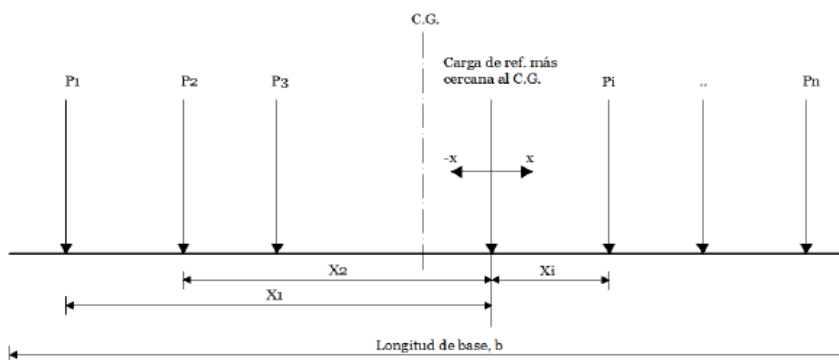 C.G.
P1
P2
P3
Carga de ref. más
cercana al C.G.
Pi
..
Pn
-x
x
X2
Xi
X1
Longitud de base, b